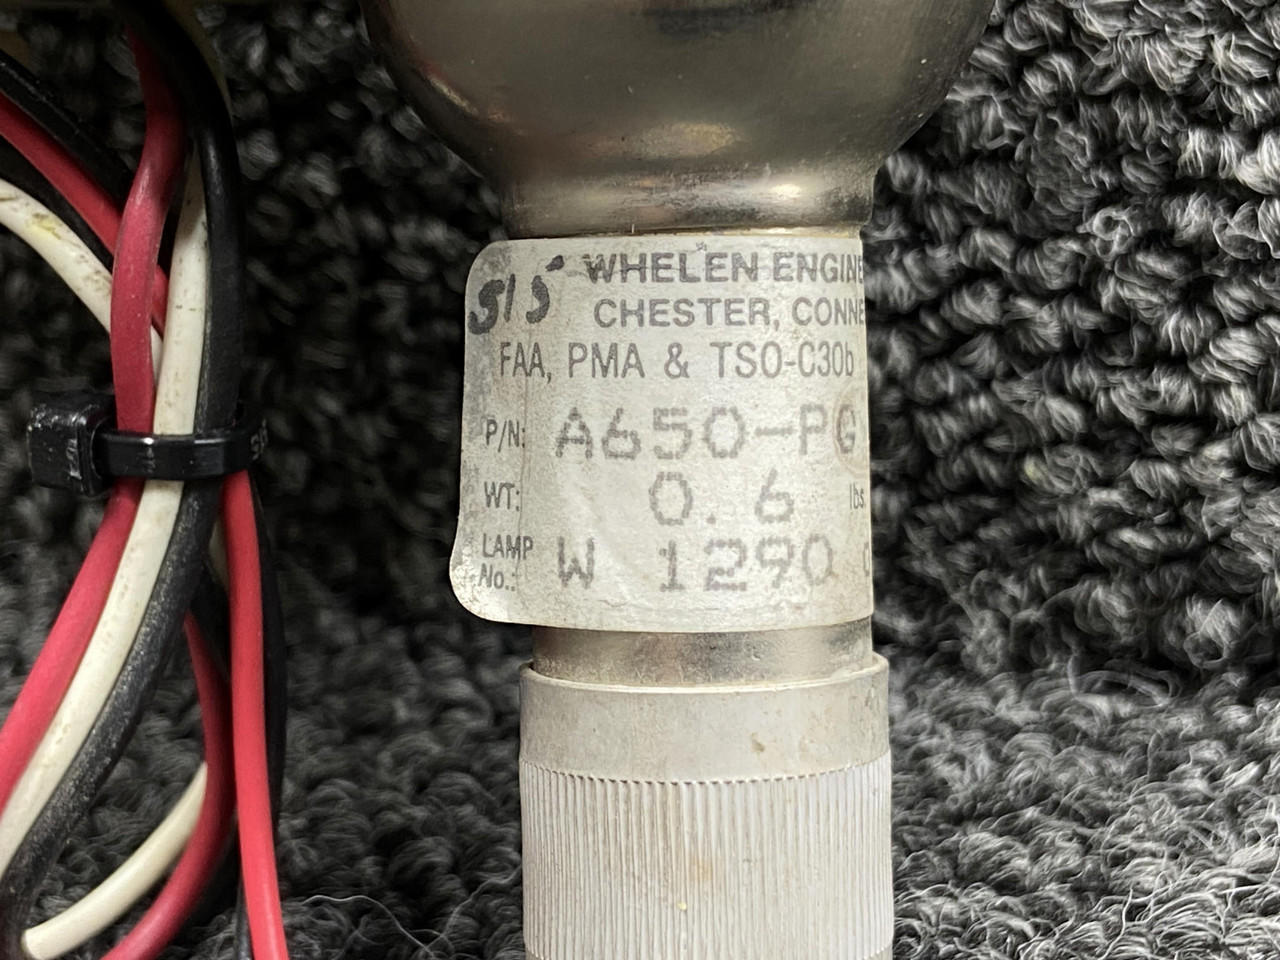 515 WHELEN ENGINE
CHESTER, CONNE
FAA, PMA & TSO-C30b
P/N: A650-PG
WT: 0.6 lbs.
LAMP
No.: W 1290